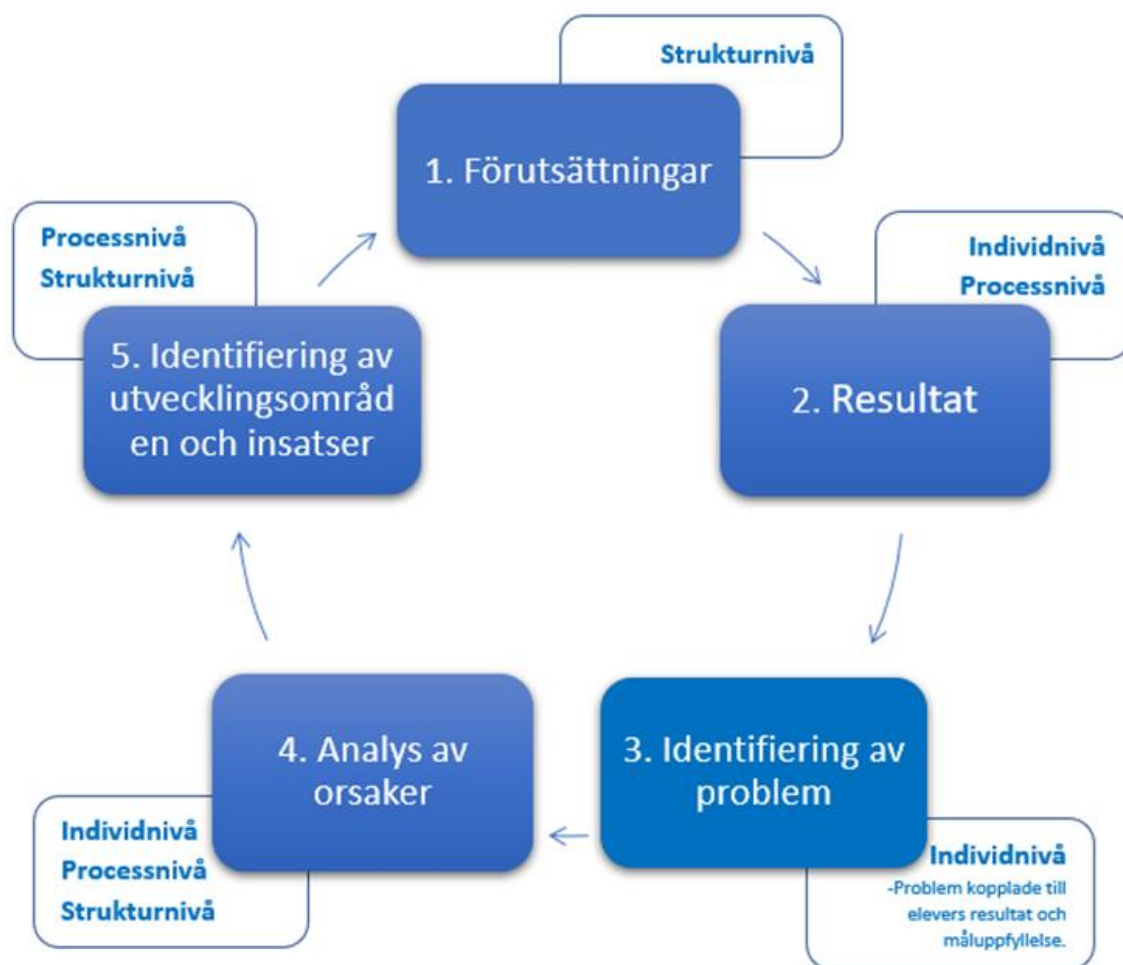 Strukturnivå
1. Förutsättningar
Individnivå
Processnivå
2. Resultat
3. Identifiering av
problem
Individnivå
-Problem kopplade till
elevers resultat och
måluppfyllelse.
4. Analys av
orsaker
Individnivå
Processnivå
Strukturnivå
Processnivå
Strukturnivå
5. Identifiering av
utvecklingsområd
en och insatser